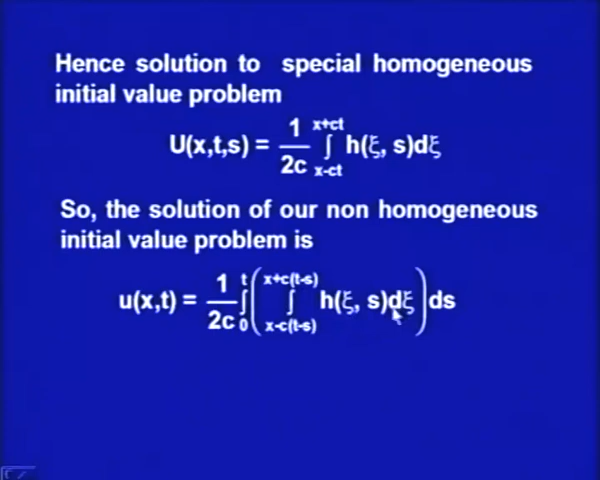 Hence solution to special homogeneous
initial value problem
U(x,t,s) = 1/2c ∫_{x-ct}^{x+ct} h(ξ, s)dξ
So, the solution of our non homogeneous
initial value problem is
u(x,t) = 1/2c ∫_0^t ( ∫_{x-c(t-s)}^{x+c(t-s)} h(ξ, s)dξ ) ds